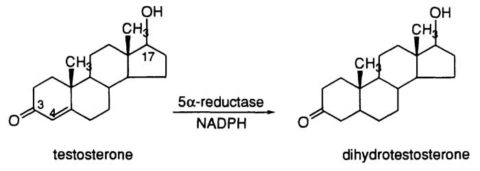 OH
CH3
17
CH3
3
4
O
testosterone
5α-reductase
NADPH
OH
CH3
CH3
O
dihydrotestosterone